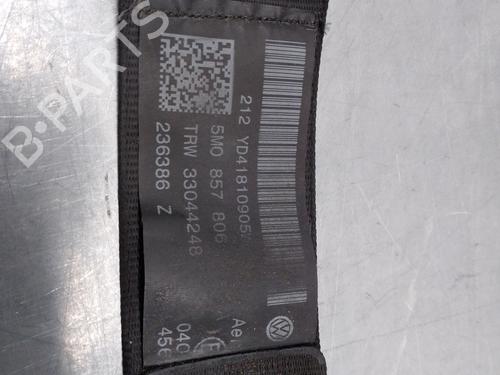 212 YD41810905
5M0 857 806
TRW 33044248
236386 Z
Ae
040
456
B-PARTS